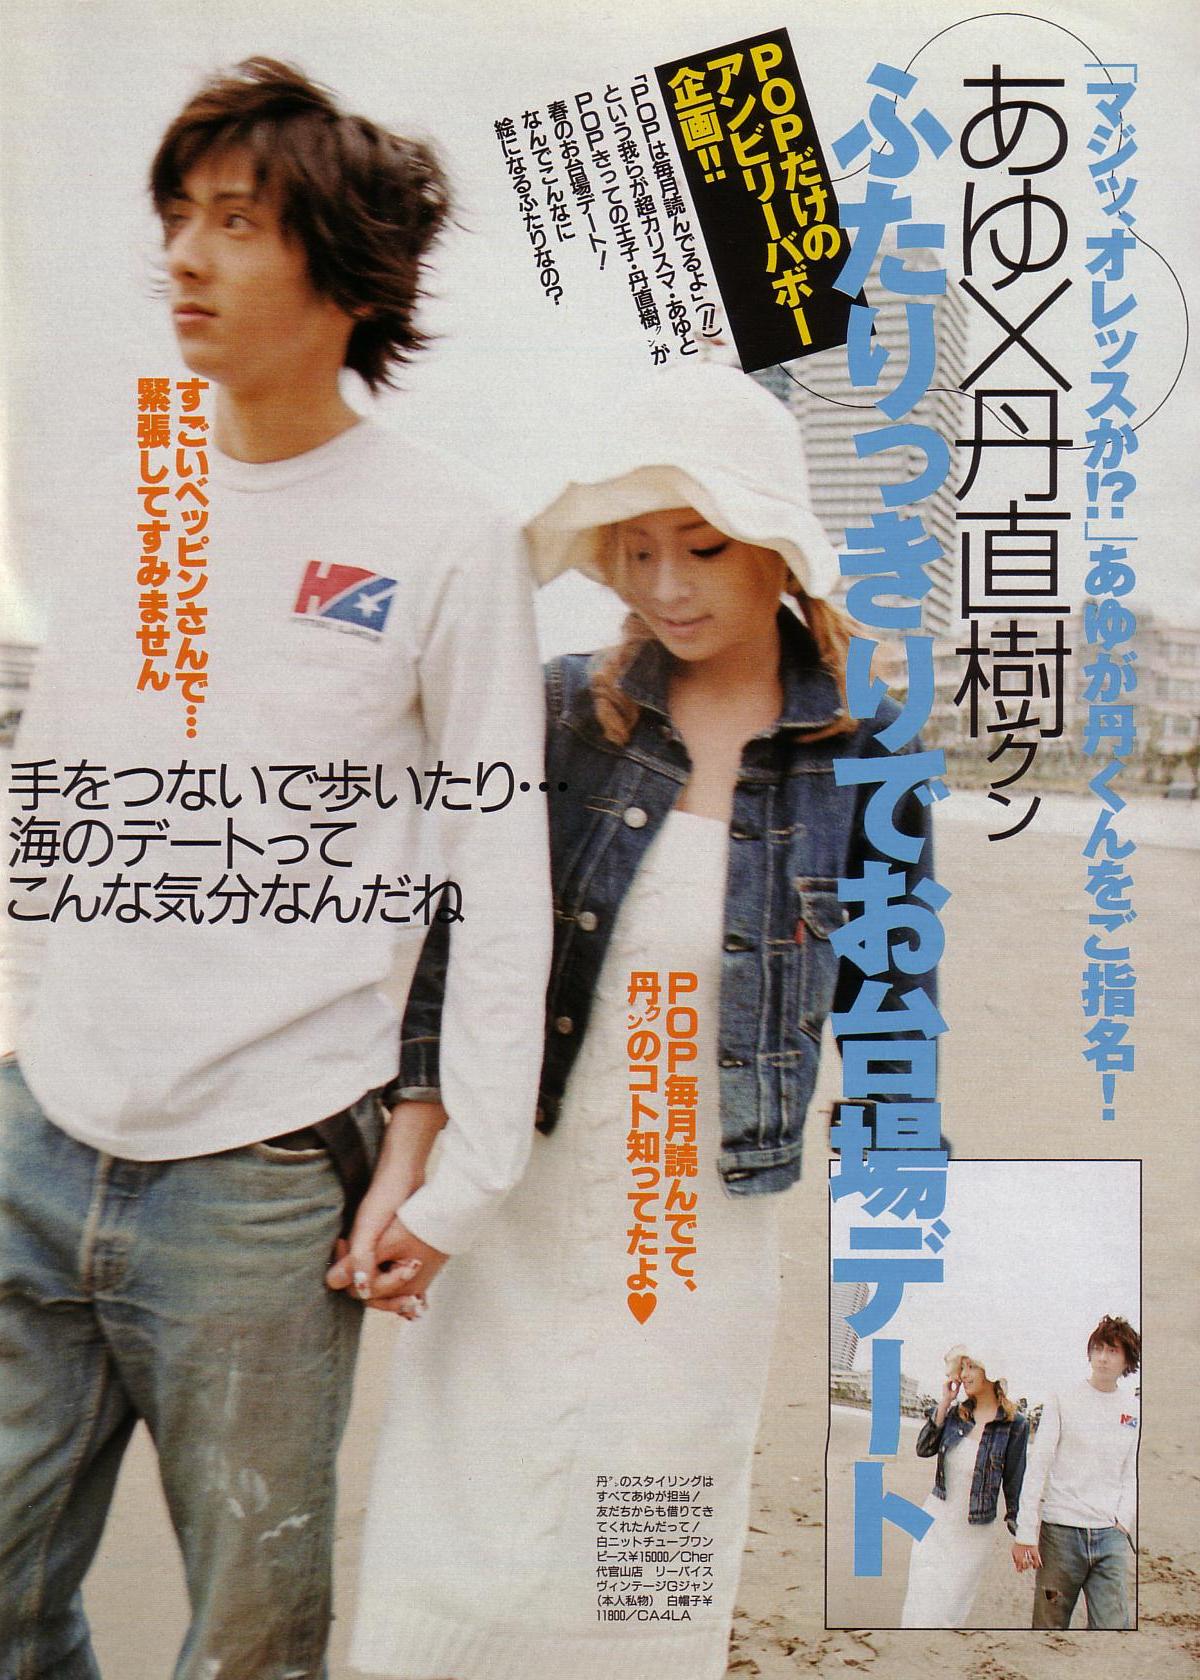 「マジッ、オレッスか!?」あゆが丹くんをご指名！
あゆ×丹直樹クン
ふたりっきりでお台場デート
POPだけの
アンビリーバボー
企画!!
「POPは毎月読んでるよ」(!!)
という我らが超カリスマ・あゆと
POPきっての王子・丹直樹クンが
春のお台場デート！
なんでこんなに
絵になるふたりなの？
すごいベッピンさんで…
緊張してすみません
手をつないで歩いたり…
海のデートって
こんな気分なんだね
POP毎月読んでて、
丹クンのコト知ってたよ♥
丹クンのスタイリングは
すべてあゆが担当/
友だちからも借りてき
てくれたんだって/
白ニットチューブワン
ピース¥15000/Cher
代官山店　リーバイス
ヴィンテージGジャン
（本人私物）　白帽子¥
11800/CA4LA